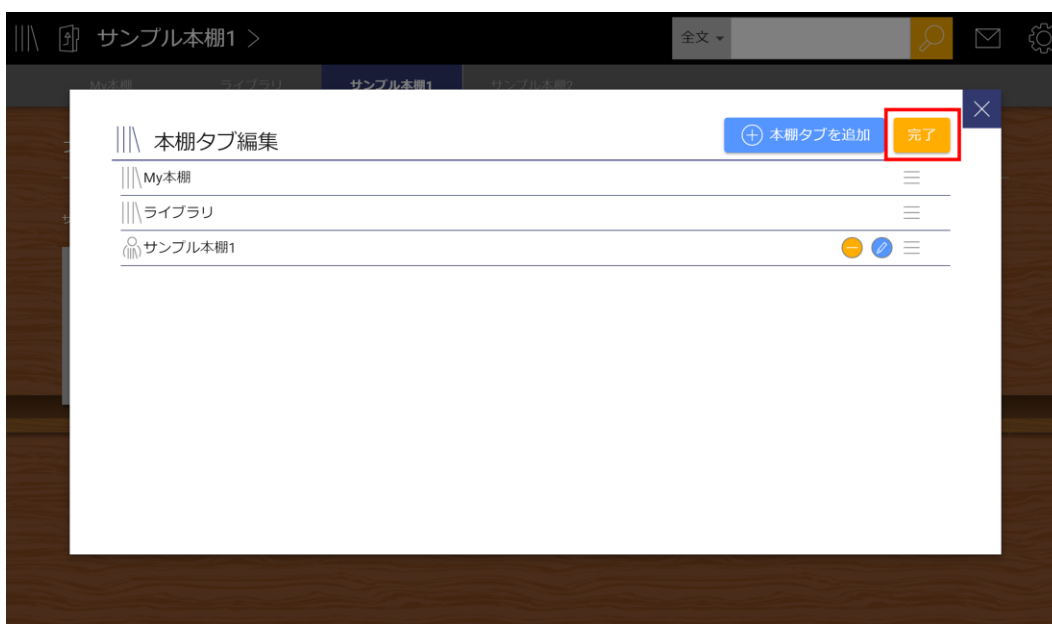 サンプル本棚1 >
全文
My本棚 ライブラリ サンプル本棚1 サンプル本棚2
本棚タブ編集
本棚タブを追加 完了
My本棚
ライブラリ
サンプル本棚1